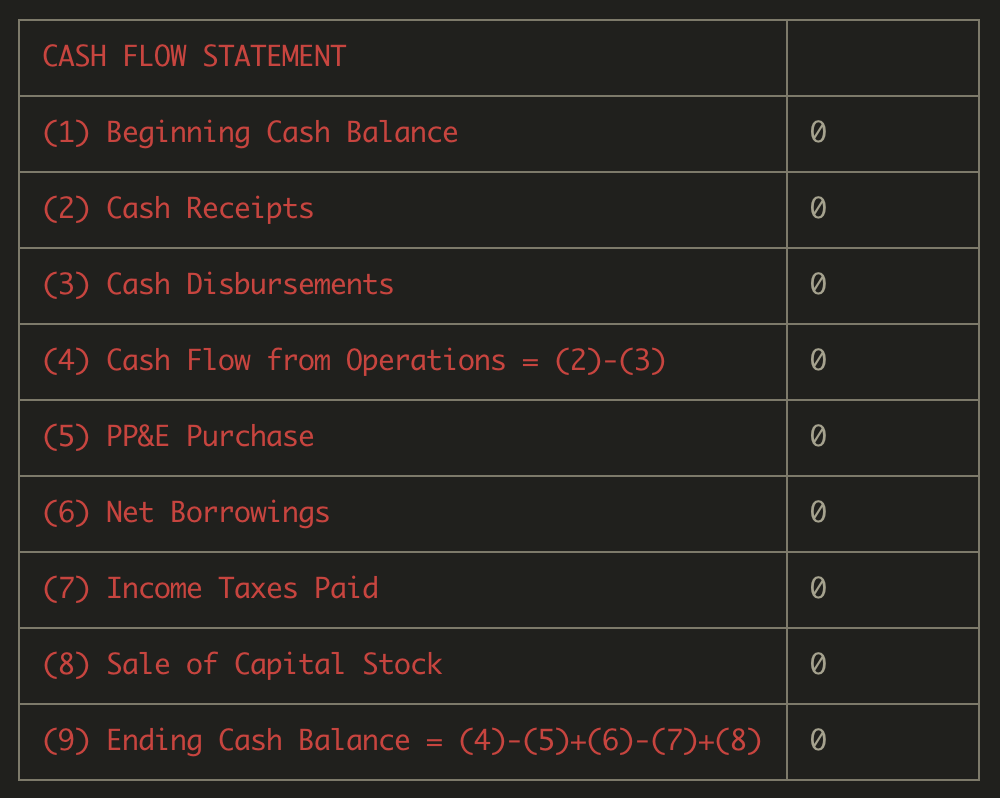 CASH FLOW STATEMENT
(1) Beginning Cash Balance 0
(2) Cash Receipts 0
(3) Cash Disbursements 0
(4) Cash Flow from Operations = (2)-(3) 0
(5) PP&E Purchase 0
(6) Net Borrowings 0
(7) Income Taxes Paid 0
(8) Sale of Capital Stock 0
(9) Ending Cash Balance = (4)-(5)+(6)-(7)+(8) 0